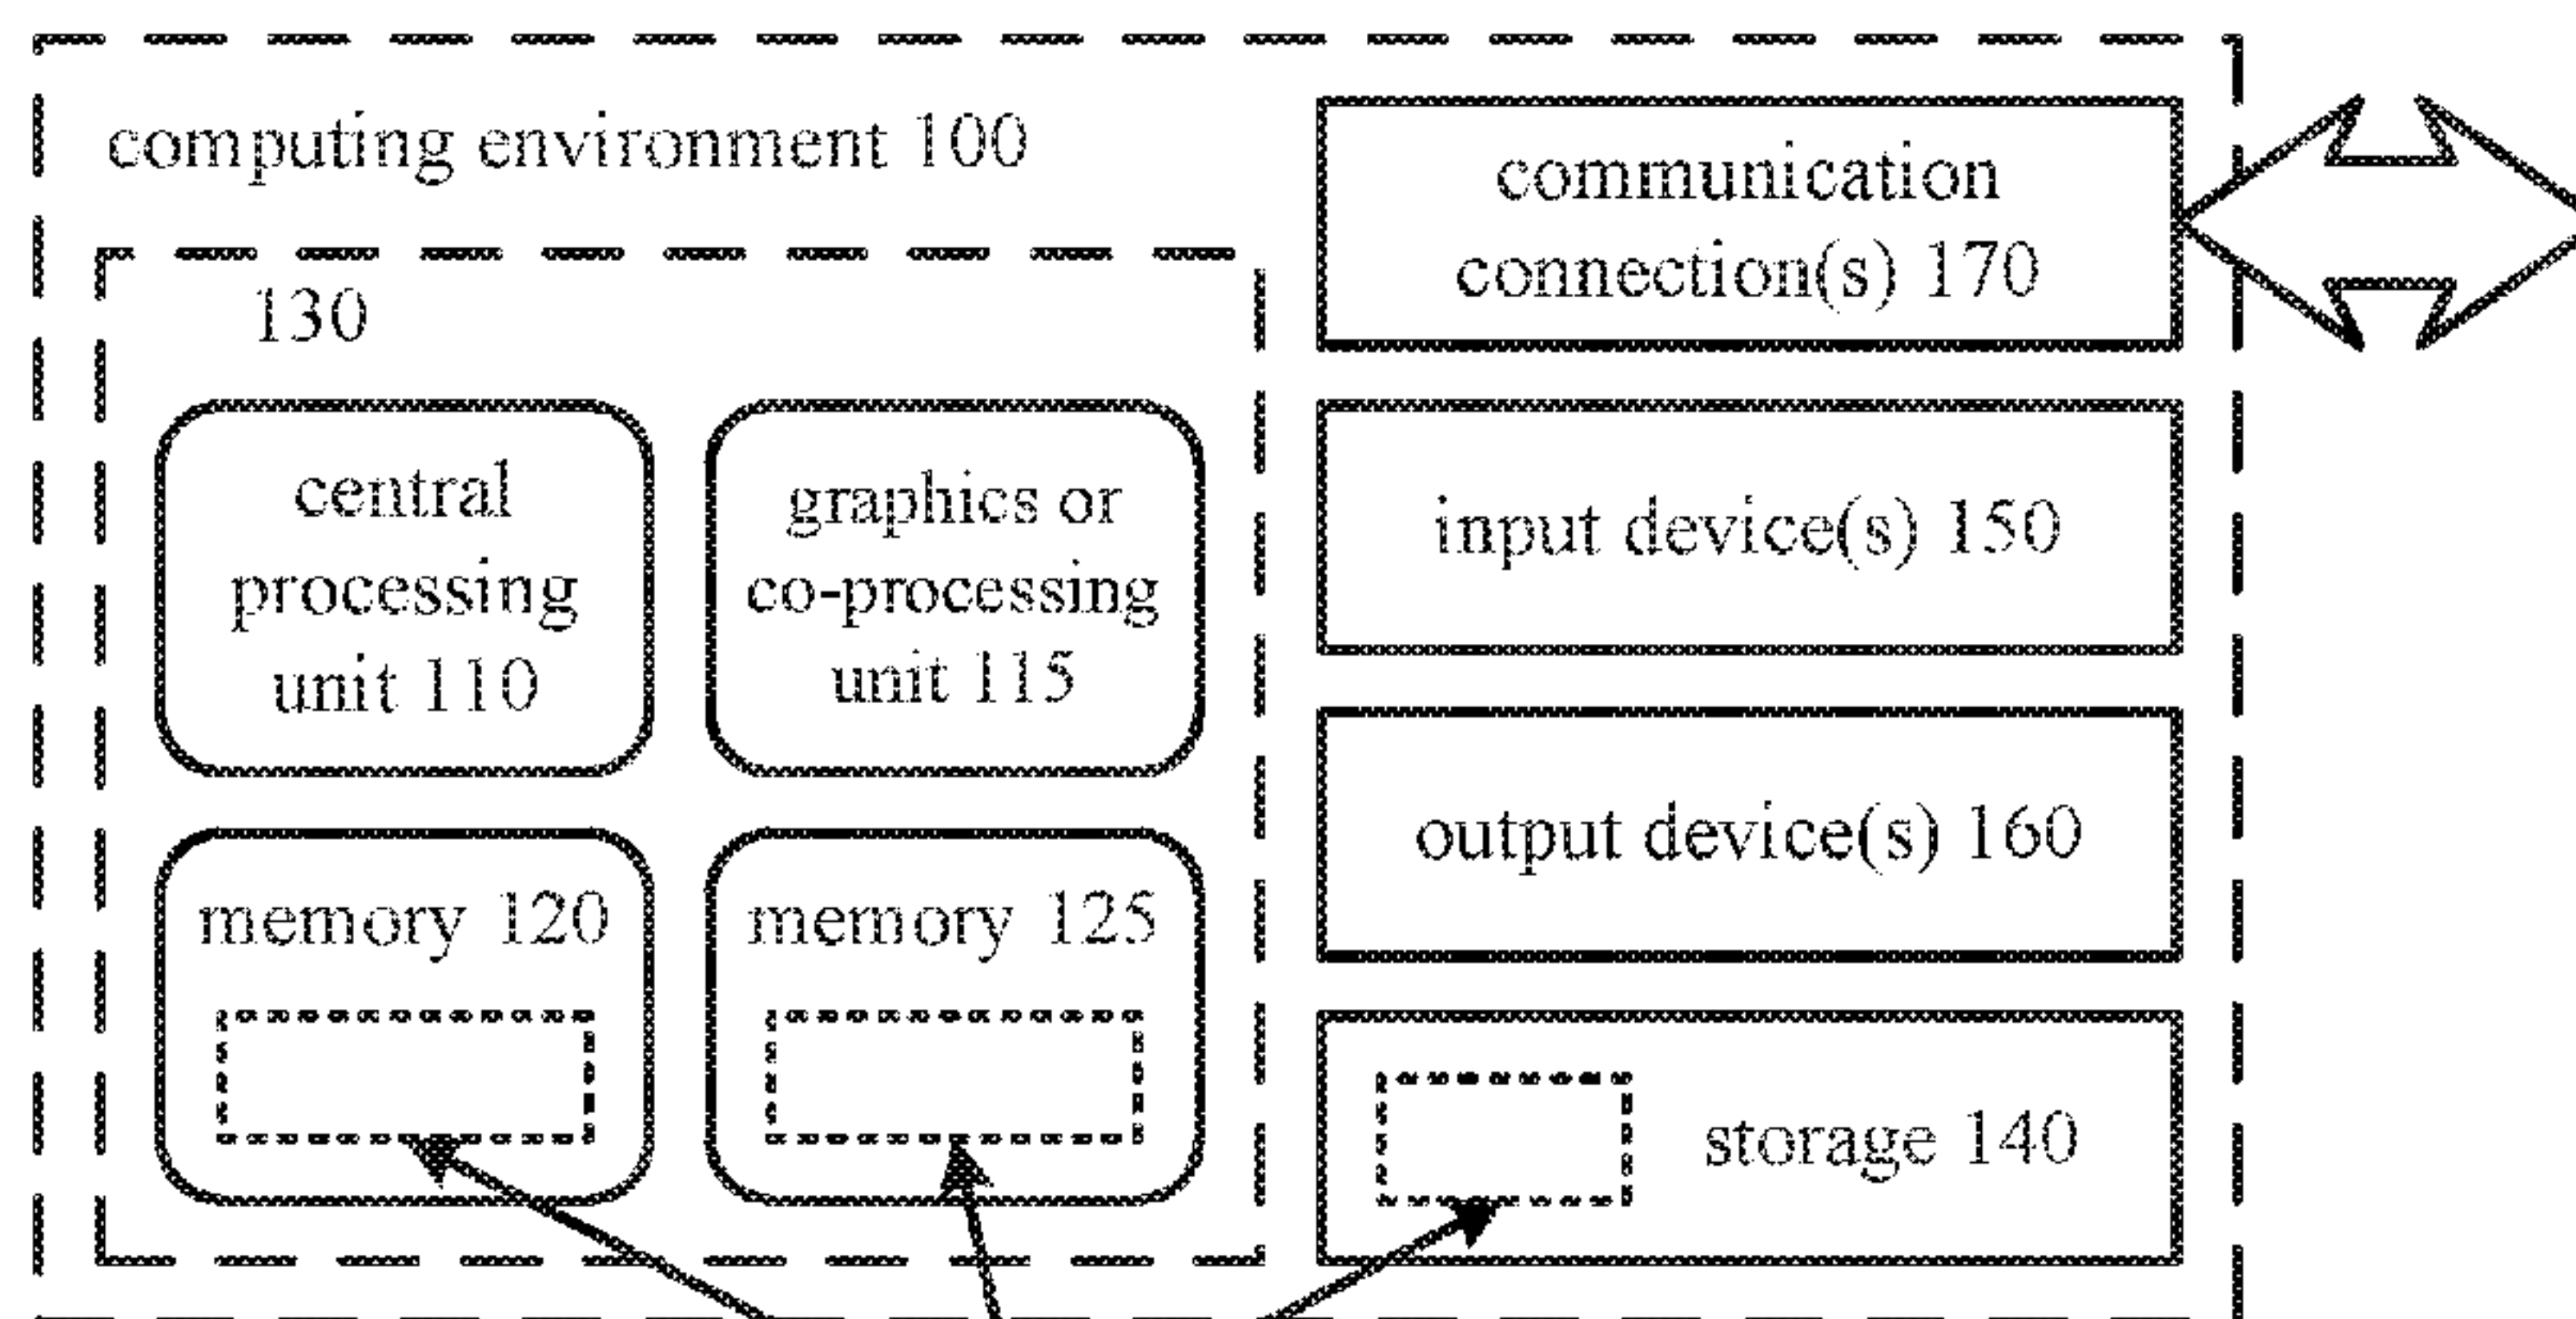 computing environment 100
130
central
processing
unit 110
graphics or
co-processing
unit 115
memory 120
memory 125
communication
connection(s) 170
input device(s) 150
output device(s) 160
storage 140